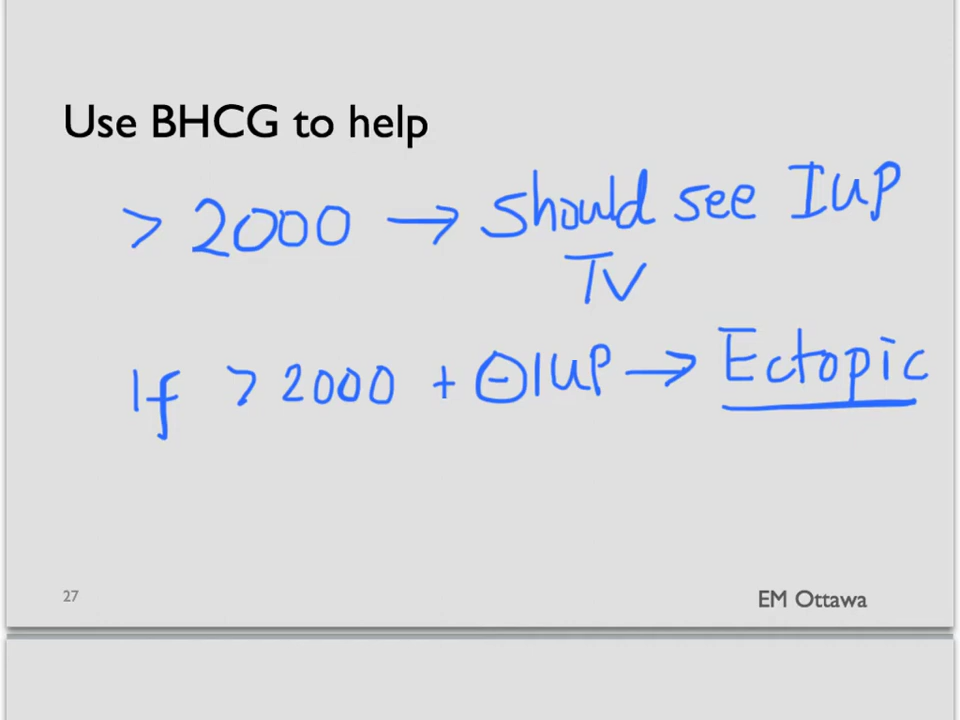 Use BHCG to help
> 2000 → Should see IUP
TV
If > 2000 + ⊖IUP → Ectopic
27
EM Ottawa